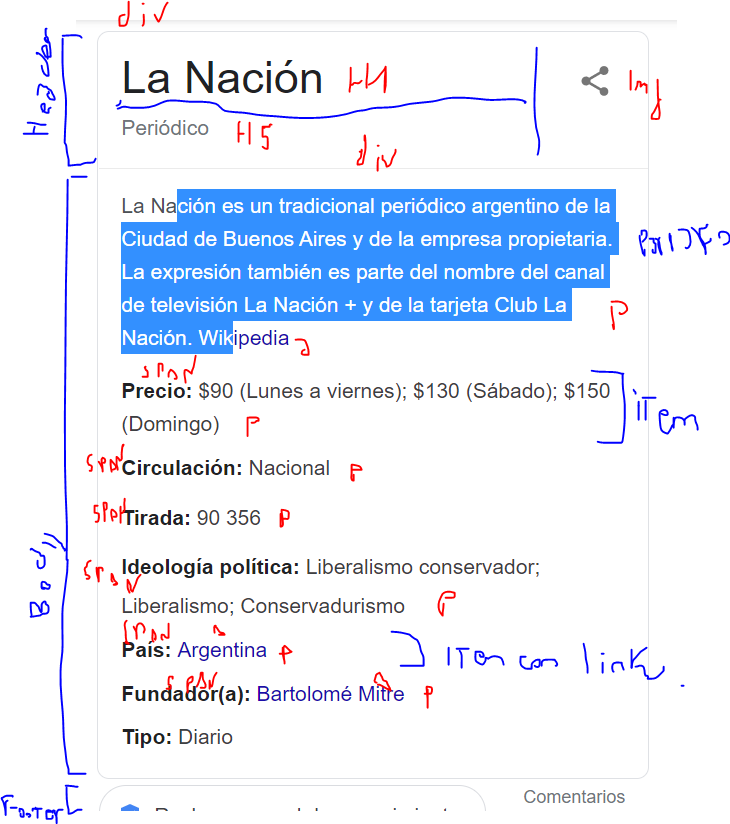 div
Header
La Nación H1
Img
Periódico H5
div
La Nación es un tradicional periódico argentino de la
Ciudad de Buenos Aires y de la empresa propietaria.
La expresión también es parte del nombre del canal
de televisión La Nación + y de la tarjeta Club La P
Nación. Wikipedia a
SPAN
Precio: $90 (Lunes a viernes); $130 (Sábado); $150
item
(Domingo) P
SPAN Circulación: Nacional P
SPAN Tirada: 90 356 P
Body
SPAN Ideología política: Liberalismo conservador;
Liberalismo; Conservadurismo P
SPAN a
País: Argentina P
ITem con link.
SPAN a
Fundador(a): Bartolomé Mitre P
Tipo: Diario
Footer
Comentarios